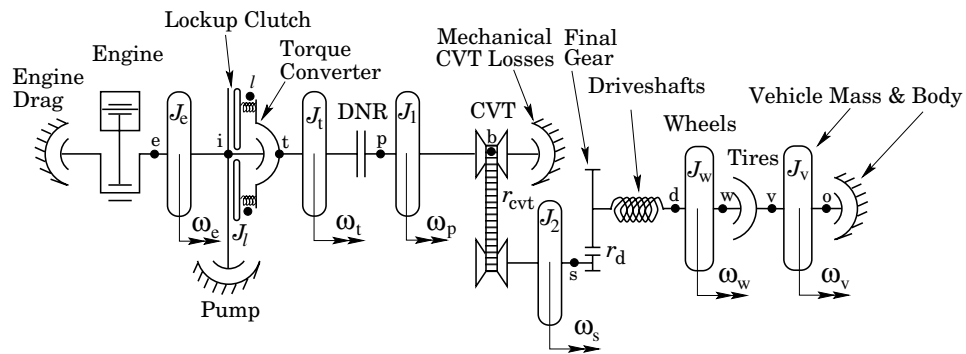 Lockup Clutch
Engine
Engine
Drag
Torque
Converter
Mechanical
CVT Losses
Final
Gear
Driveshafts
Vehicle Mass & Body
DNR
CVT
Wheels
Tires
l
J_e
J_t
J_1
J_w
J_v
e
i
t
p
b
r_cvt
J_2
d
w
v
o
J_l
ω_e
ω_t
ω_p
s
r_d
ω_w
ω_v
l
Pump
ω_s